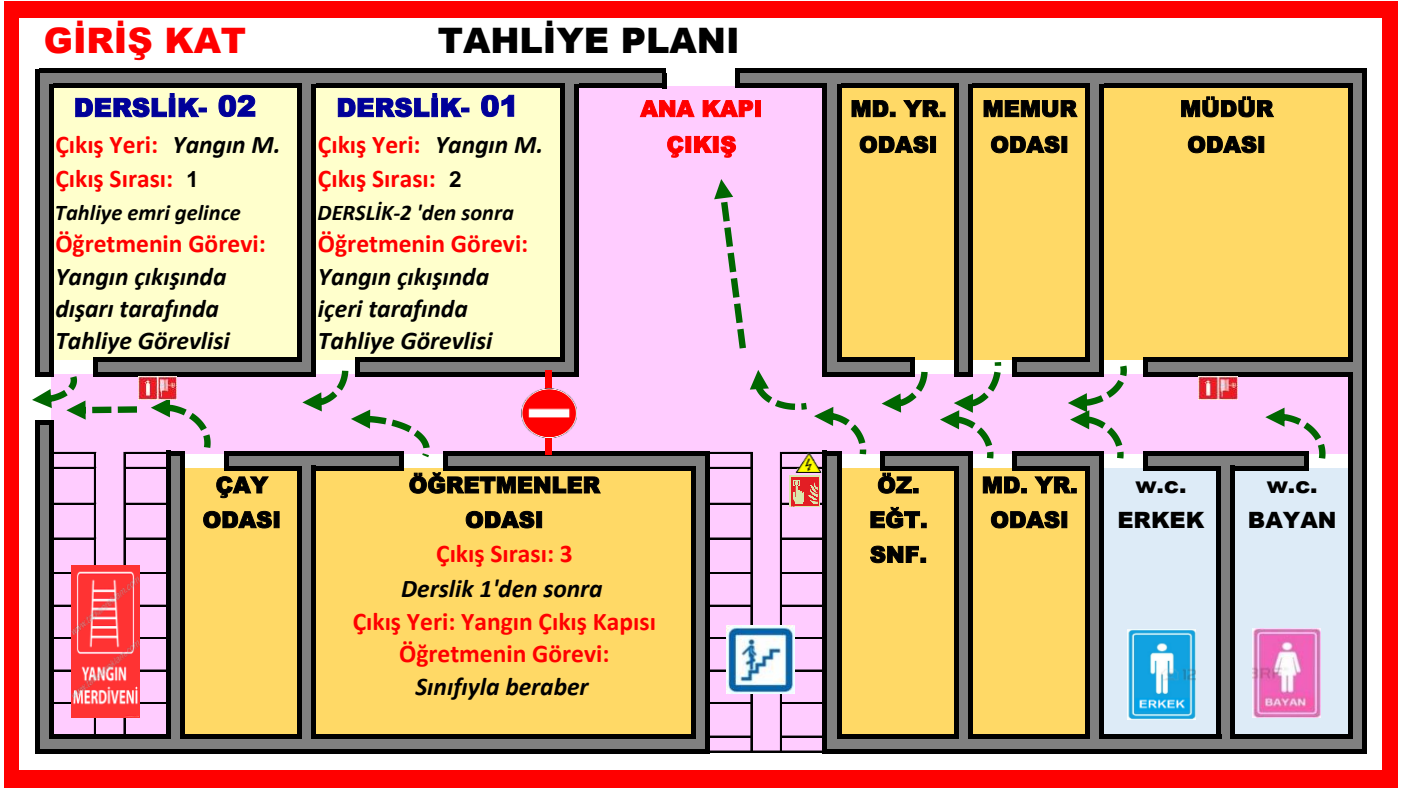 GİRİŞ KAT TAHLİYE PLANI
DERSLİK- 02
Çıkış Yeri: Yangın M.
Çıkış Sırası: 1
Tahliye emri gelince
Öğretmenin Görevi:
Yangın çıkışında
dışarı tarafında
Tahliye Görevlisi
DERSLİK- 01
Çıkış Yeri: Yangın M.
Çıkış Sırası: 2
DERSLİK-2 'den sonra
Öğretmenin Görevi:
Yangın çıkışında
içeri tarafında
Tahliye Görevlisi
ANA KAPI
ÇIKIŞ
MD. YR.
ODASI
MEMUR
ODASI
MÜDÜR
ODASI
YANGIN
MERDİVENİ
ÇAY
ODASI
ÖĞRETMENLER
ODASI
Çıkış Sırası: 3
Derslik 1'den sonra
Çıkış Yeri: Yangın Çıkış Kapısı
Öğretmenin Görevi:
Sınıfıyla beraber
ÖZ.
EĞT.
SNF.
MD. YR.
ODASI
w.c.
ERKEK
12
ERKEK
w.c.
BAYAN
BAYAN